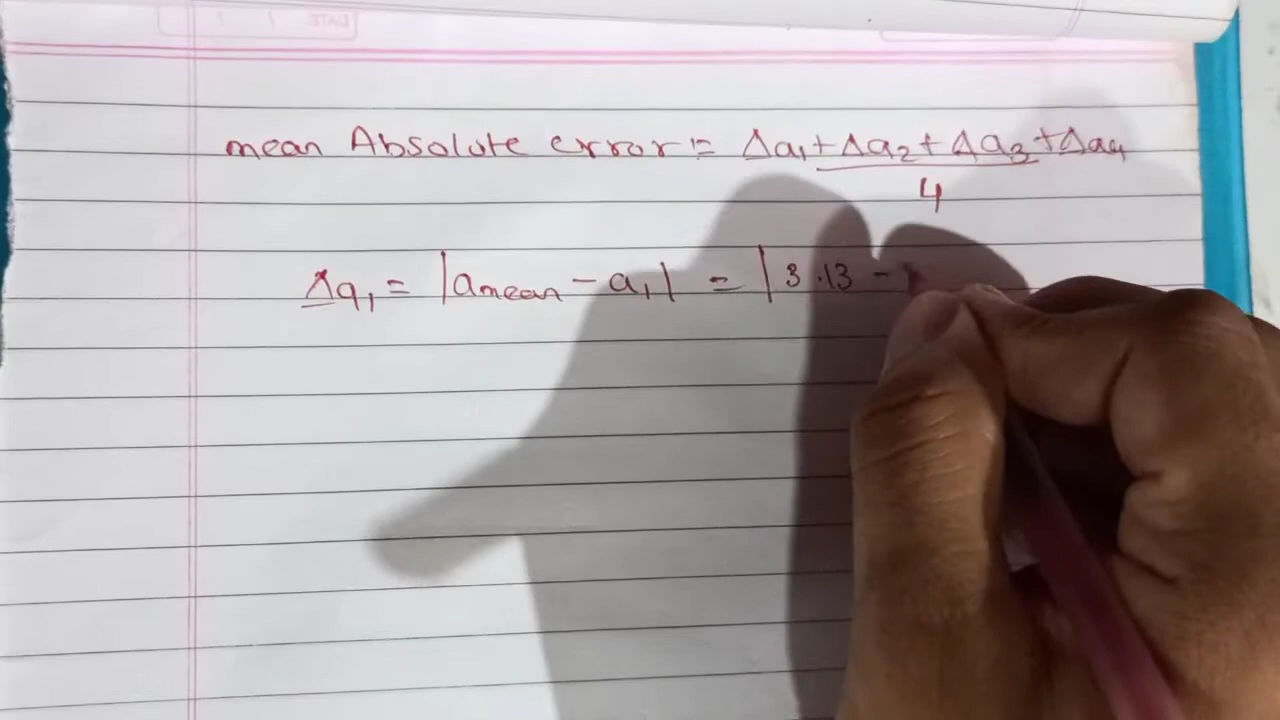 mean Absolute error:= Δa₁+Δa₂+Δa₃+Δa₄
4
Δa₁ = |amean - a₁| = |3.13 -